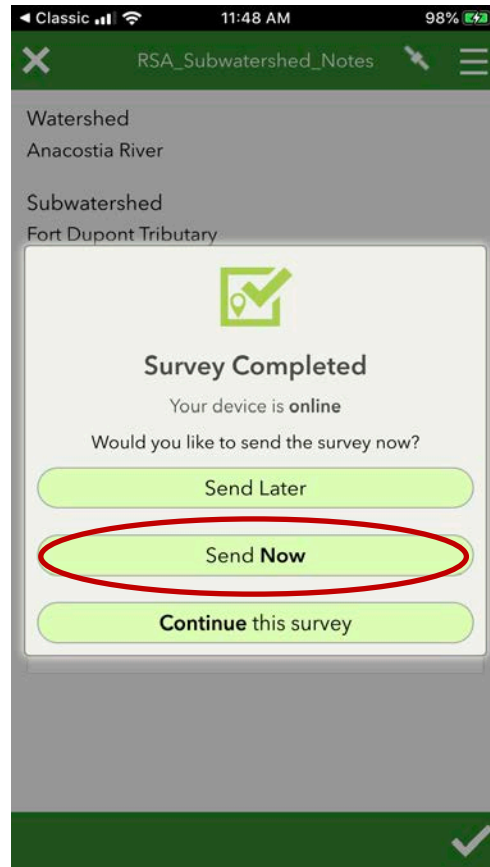 ◄ Classic 11:48 AM 98%
RSA_Subwatershed_Notes
Watershed
Anacostia River
Subwatershed
Fort Dupont Tributary
Survey Completed
Your device is online
Would you like to send the survey now?
Send Later
Send Now
Continue this survey